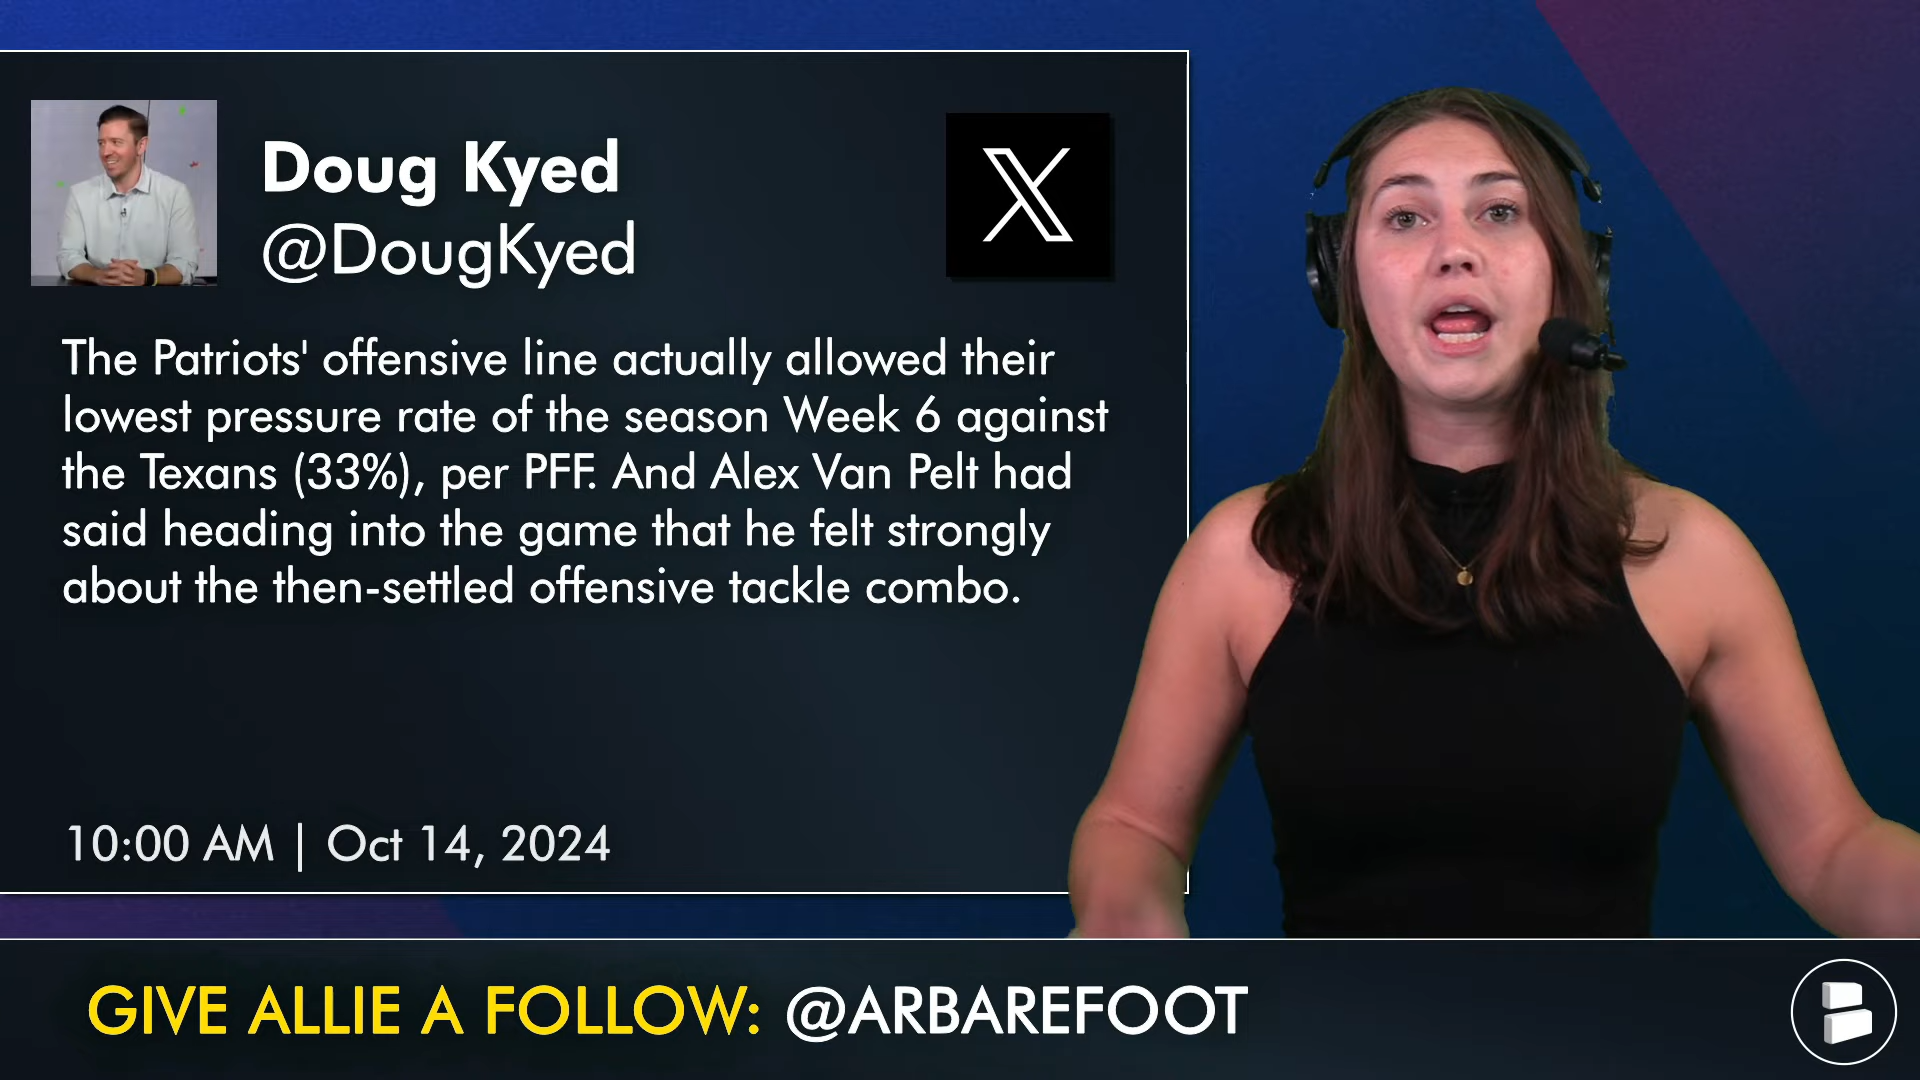 Doug Kyed
@DougKyed
The Patriots' offensive line actually allowed their
lowest pressure rate of the season Week 6 against
the Texans (33%), per PFF. And Alex Van Pelt had
said heading into the game that he felt strongly
about the then-settled offensive tackle combo.
10:00 AM | Oct 14, 2024
GIVE ALLIE A FOLLOW: @ARBAREFOOT